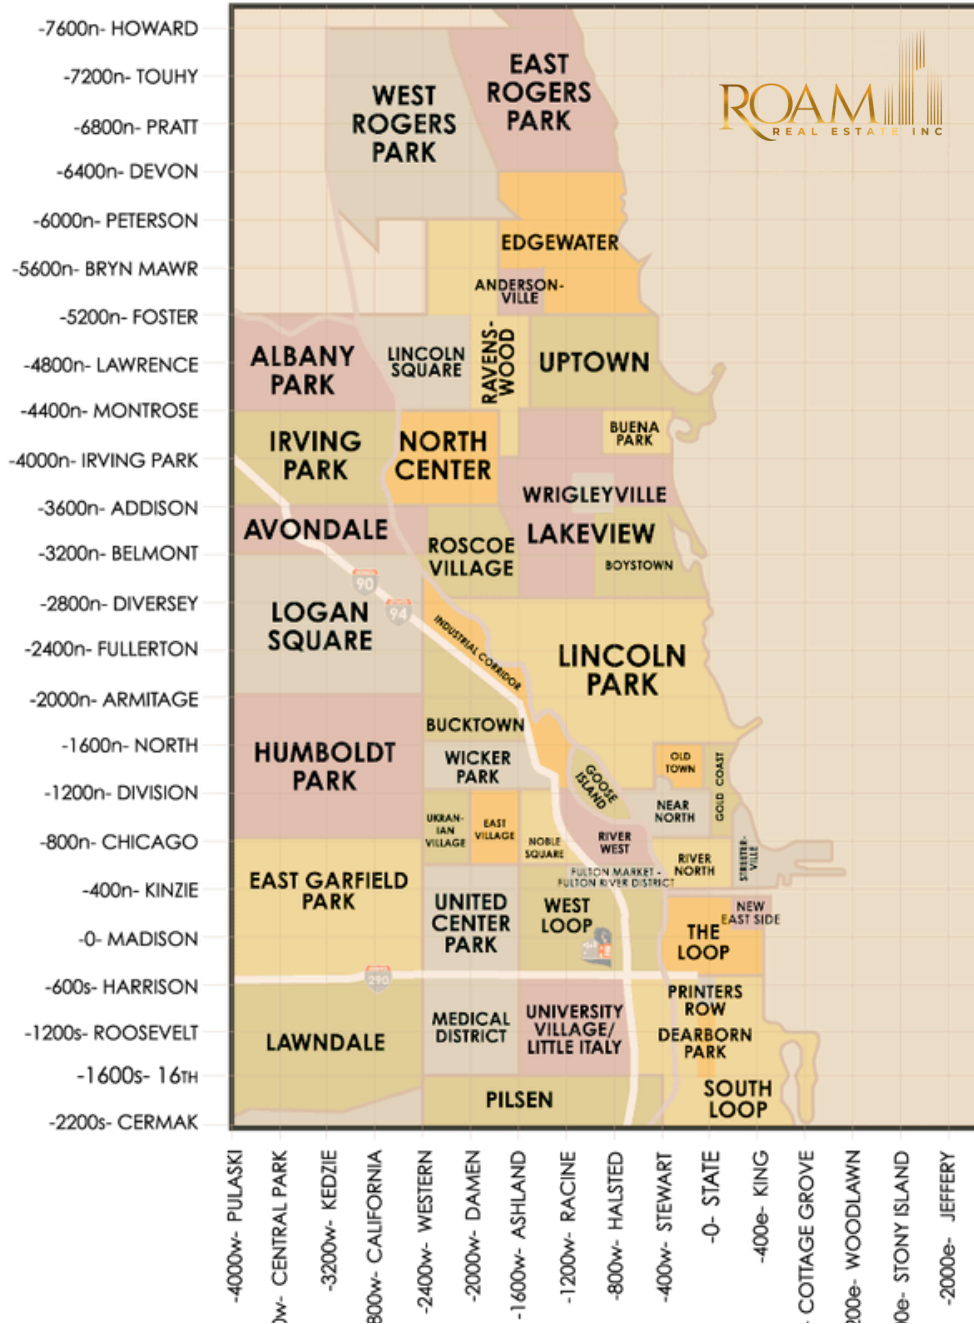 -7600n- HOWARD
-7200n- TOUHY
-6800n- PRATT
-6400n- DEVON
-6000n- PETERSON
-5600n- BRYN MAWR
-5200n- FOSTER
-4800n- LAWRENCE
-4400n- MONTROSE
-4000n- IRVING PARK
-3600n- ADDISON
-3200n- BELMONT
-2800n- DIVERSEY
-2400n- FULLERTON
-2000n- ARMITAGE
-1600n- NORTH
-1200n- DIVISION
-800n- CHICAGO
-400n- KINZIE
-0- MADISON
-600s- HARRISON
-1200s- ROOSEVELT
-1600s- 16TH
-2200s- CERMAK
ROAM
REAL ESTATE INC
WEST
ROGERS
PARK
EAST
ROGERS
PARK
EDGEWATER
ANDERSON-
VILLE
ALBANY
PARK
LINCOLN
SQUARE
RAVENS-
WOOD
UPTOWN
IRVING
PARK
NORTH
CENTER
BUENA
PARK
WRIGLEYVILLE
AVONDALE
ROSCOE
VILLAGE
LAKEVIEW
BOYSTOWN
90
94
LOGAN
SQUARE
INDUSTRIAL CORRIDOR
LINCOLN
PARK
BUCKTOWN
HUMBOLDT
PARK
WICKER
PARK
GOOSE
ISLAND
OLD
TOWN
GOLD COAST
NEAR
NORTH
UKRAN-
IAN
VILLAGE
EAST
VILLAGE
NOBLE
SQUARE
RIVER
WEST
RIVER
NORTH
STREETER-
VILLE
FULTON MARKET -
FULTON RIVER DISTRICT
EAST GARFIELD
PARK
UNITED
CENTER
PARK
WEST
LOOP
NEW
EAST SIDE
THE
LOOP
290
PRINTERS
ROW
LAWNDALE
MEDICAL
DISTRICT
UNIVERSITY
VILLAGE/
LITTLE ITALY
DEARBORN
PARK
PILSEN
SOUTH
LOOP
-4000w- PULASKI
0w- CENTRAL PARK
-3200w- KEDZIE
800w- CALIFORNIA
-2400w- WESTERN
-2000w- DAMEN
-1600w- ASHLAND
-1200w- RACINE
-800w- HALSTED
-400w- STEWART
-0- STATE
-400e- KING
- COTTAGE GROVE
200e- WOODLAWN
00e- STONY ISLAND
-2000e- JEFFERY